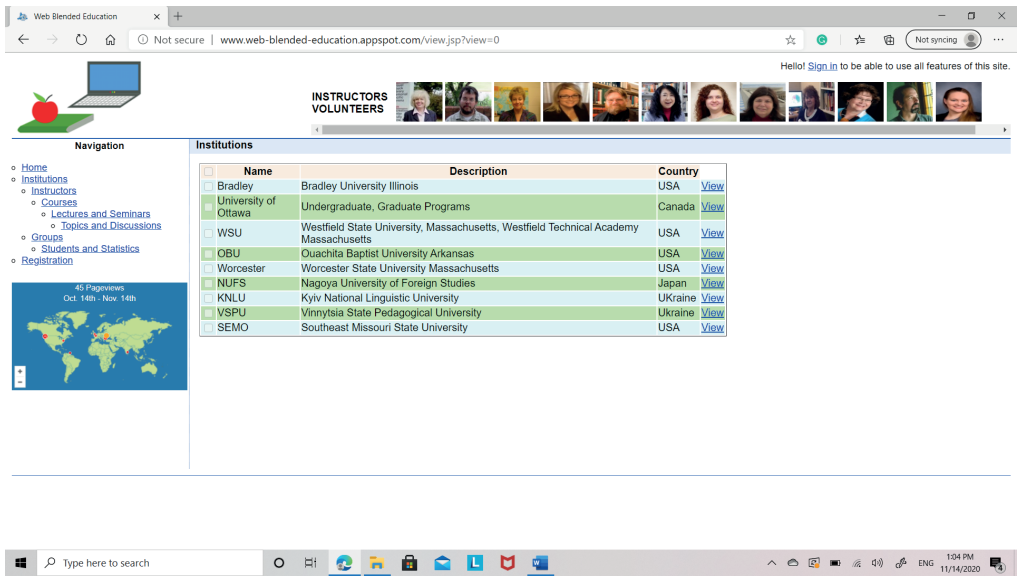 Web Blended Education
Not secure | www.web-blended-education.appspot.com/view.jsp?view=0
Not syncing
Hello! Sign in to be able to use all features of this site.
INSTRUCTORS
VOLUNTEERS
Navigation
Home
Institutions
Instructors
Courses
Lectures and Seminars
Topics and Discussions
Groups
Students and Statistics
Registration
45 Pageviews
Oct. 14th - Nov. 14th
+
−
Institutions
Name Description Country
Bradley Bradley University Illinois USA View
University of Ottawa Undergraduate, Graduate Programs Canada View
WSU Westfield State University, Massachusetts, Westfield Technical Academy Massachusetts USA View
OBU Ouachita Baptist University Arkansas USA View
Worcester Worcester State University Massachusetts USA View
NUFS Nagoya University of Foreign Studies Japan View
KNLU Kyiv National Linguistic University UKraine View
VSPU Vinnytsia State Pedagogical University Ukraine View
SEMO Southeast Missouri State University USA View
Type here to search
L
ENG
1:04 PM
11/14/2020
4